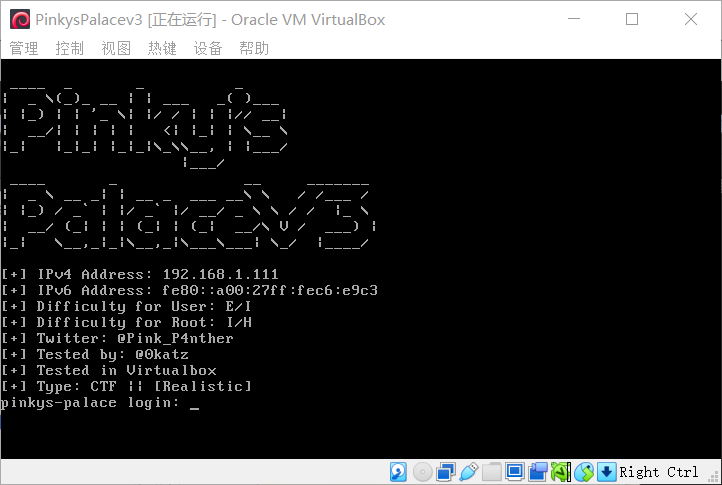 PinkysPalacev3 [正在运行] - Oracle VM VirtualBox
管理 控制 视图 热键 设备 帮助
Pinky's
PalaceV3
[+] IPv4 Address: 192.168.1.111
[+] IPv6 Address: fe80::a00:27ff:fec6:e9c3
[+] Difficulty for User: E/I
[+] Difficulty for Root: I/H
[+] Twitter: @Pink_P4nther
[+] Tested by: @0katz
[+] Tested in Virtualbox
[+] Type: CTF || [Realistic]
pinkys-palace login: _
Right Ctrl